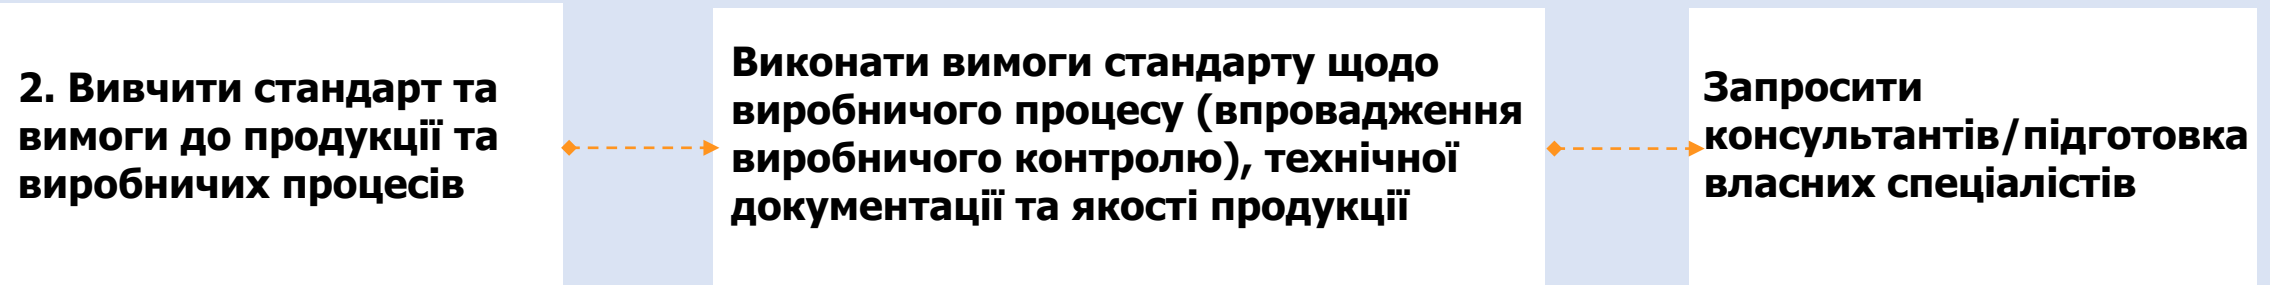 2. Вивчити стандарт та
вимоги до продукції та
виробничих процесів
Виконати вимоги стандарту щодо
виробничого процесу (впровадження
виробничого контролю), технічної
документації та якості продукції
Запросити
консультантів/підготовка
власних спеціалістів